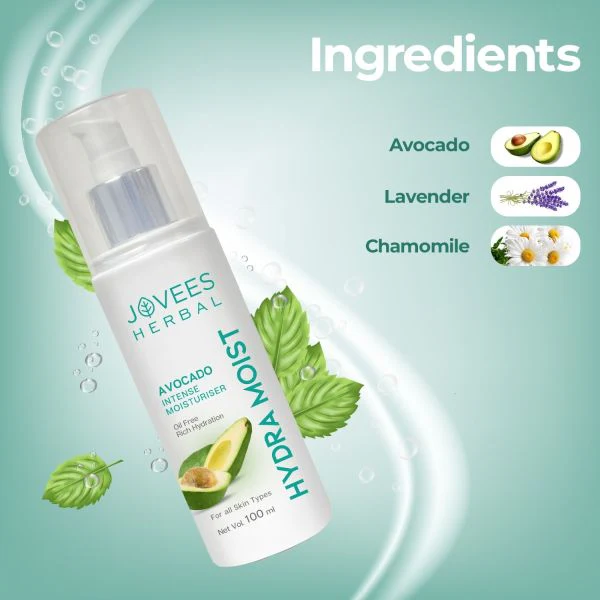 Ingredients
Avocado
Lavender
Chamomile
JOVEES
HERBAL
AVOCADO
INTENSE
MOISTURISER
Oil Free
Rich Hydration
HYDRA MOIST
For all Skin Types
Net Vol. 100 ml